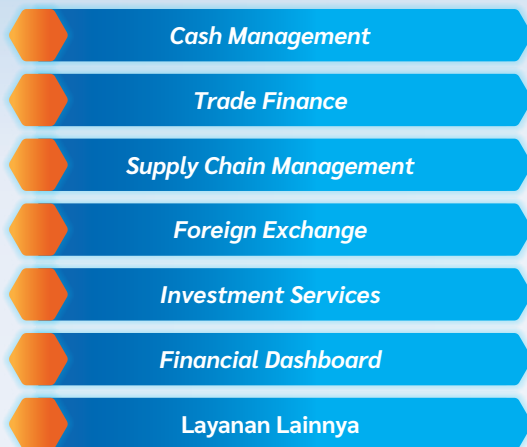 Cash Management
Trade Finance
Supply Chain Management
Foreign Exchange
Investment Services
Financial Dashboard
Layanan Lainnya